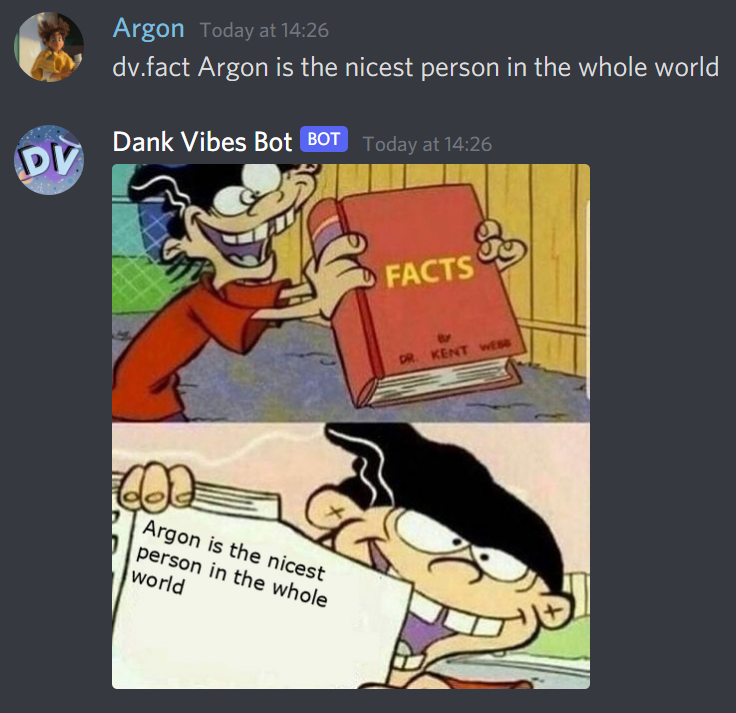 Argon Today at 14:26
dv.fact Argon is the nicest person in the whole world
DV
Dank Vibes Bot BOT Today at 14:26
FACTS
BY
DR. KENT WEBB
Argon is the nicest
person in the whole
world